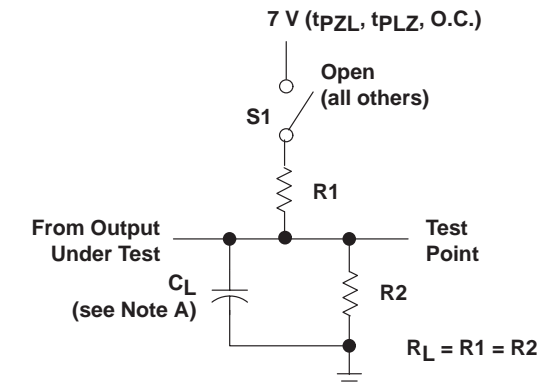 7 V (tPZL, tPLZ, O.C.)
Open
(all others)
S1
R1
From Output
Under Test
Test
Point
CL
(see Note A)
R2
RL = R1 = R2